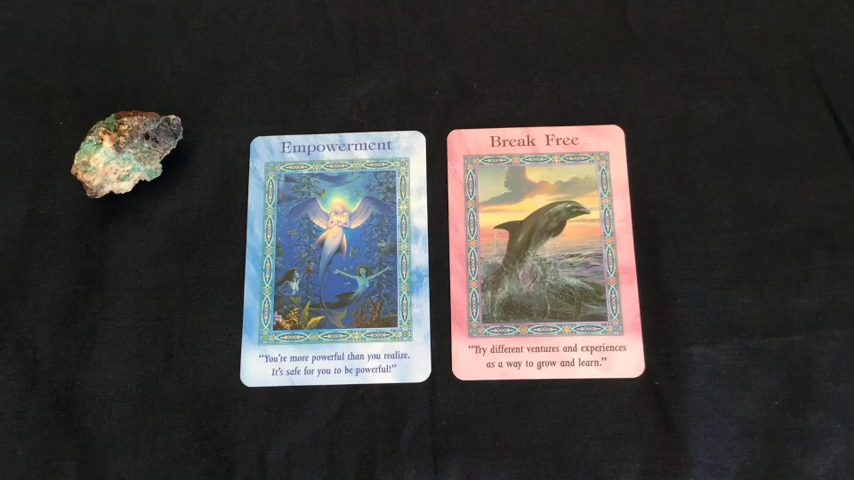 Empowerment
"You're more powerful than you realize.
It's safe for you to be powerful!"
Break Free
"Try different ventures and experiences
as a way to grow and learn."